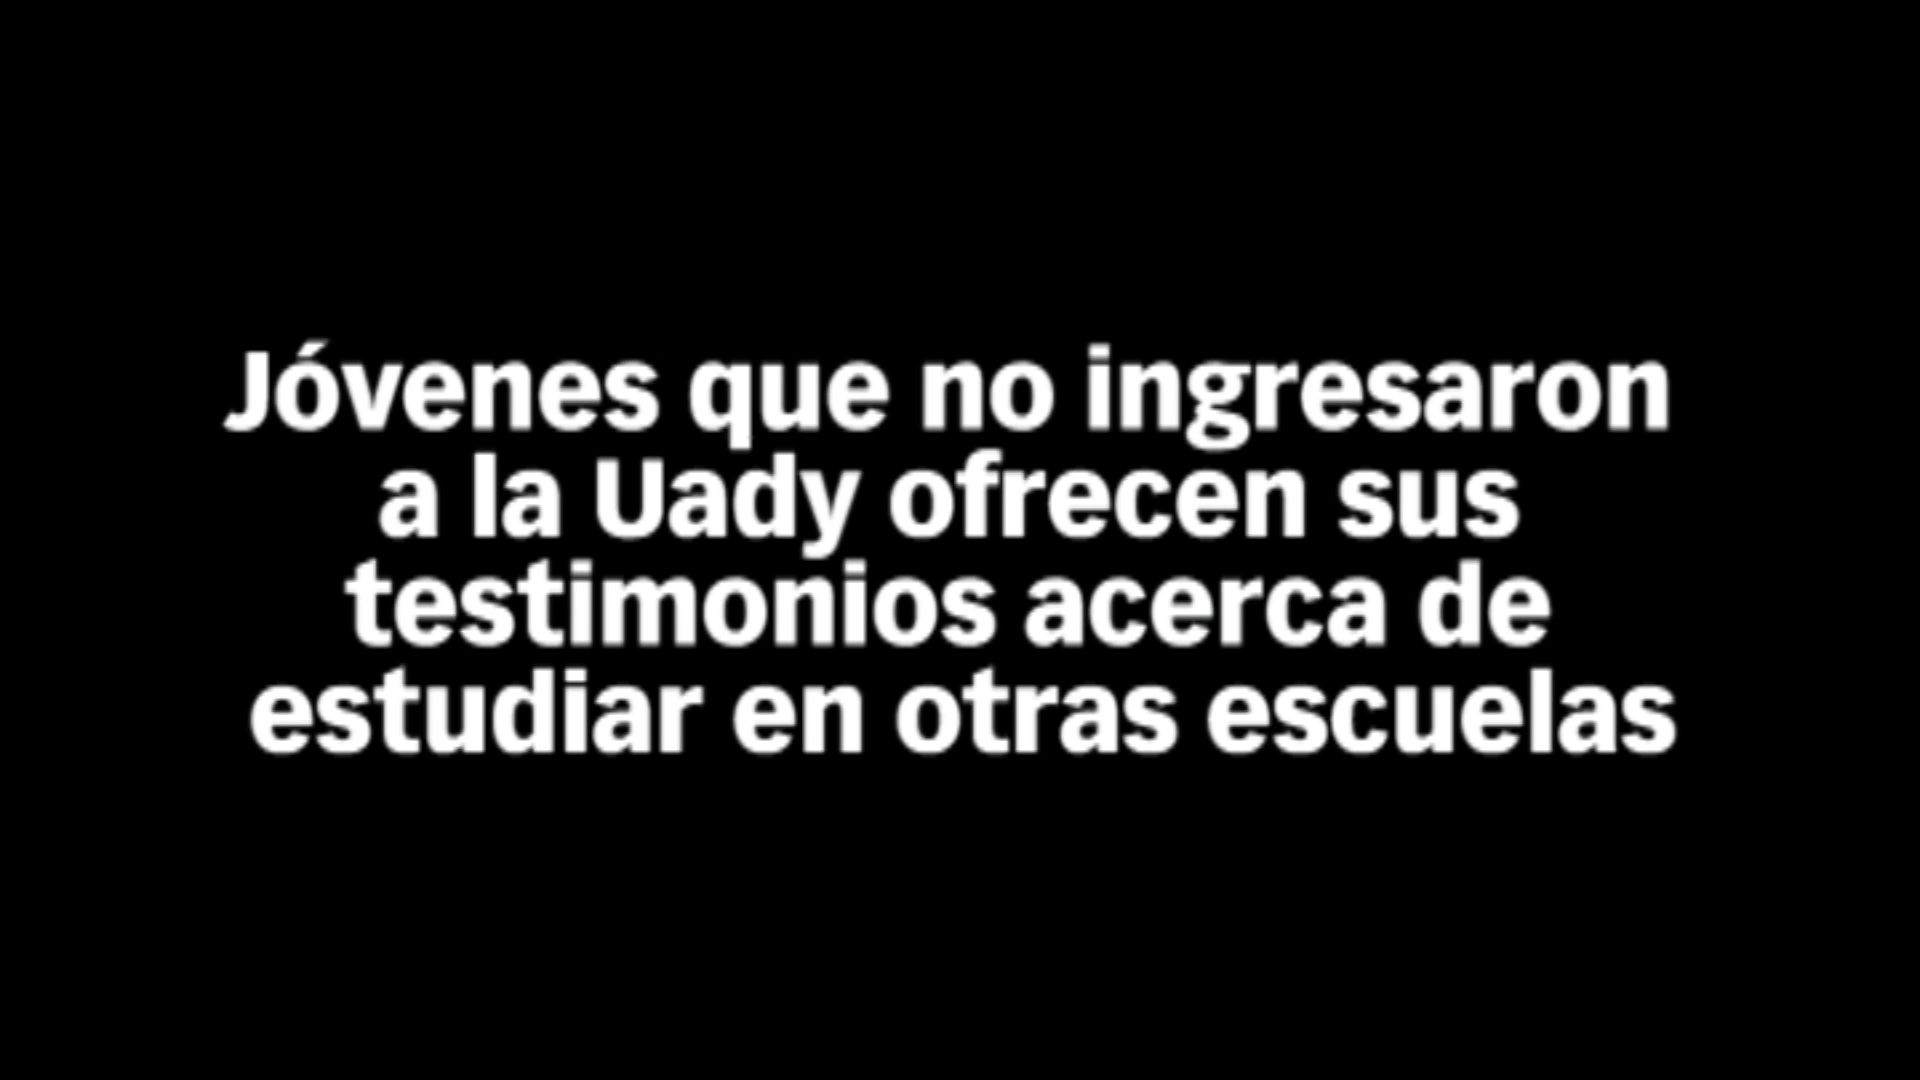 Jóvenes que no ingresaron
a la Uady ofrecen sus
testimonios acerca de
estudiar en otras escuelas